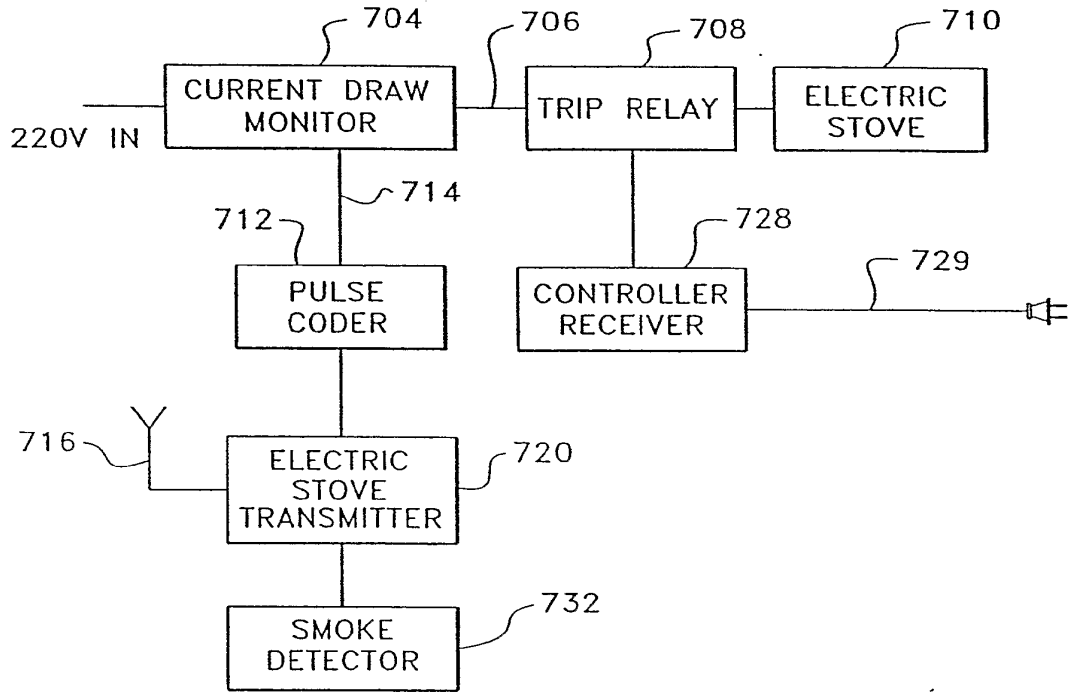 704
706
708
710
CURRENT DRAW
MONITOR
TRIP RELAY
ELECTRIC
STOVE
220V IN
714
712
728
729
PULSE
CODER
CONTROLLER
RECEIVER
716
ELECTRIC
STOVE
TRANSMITTER
720
732
SMOKE
DETECTOR